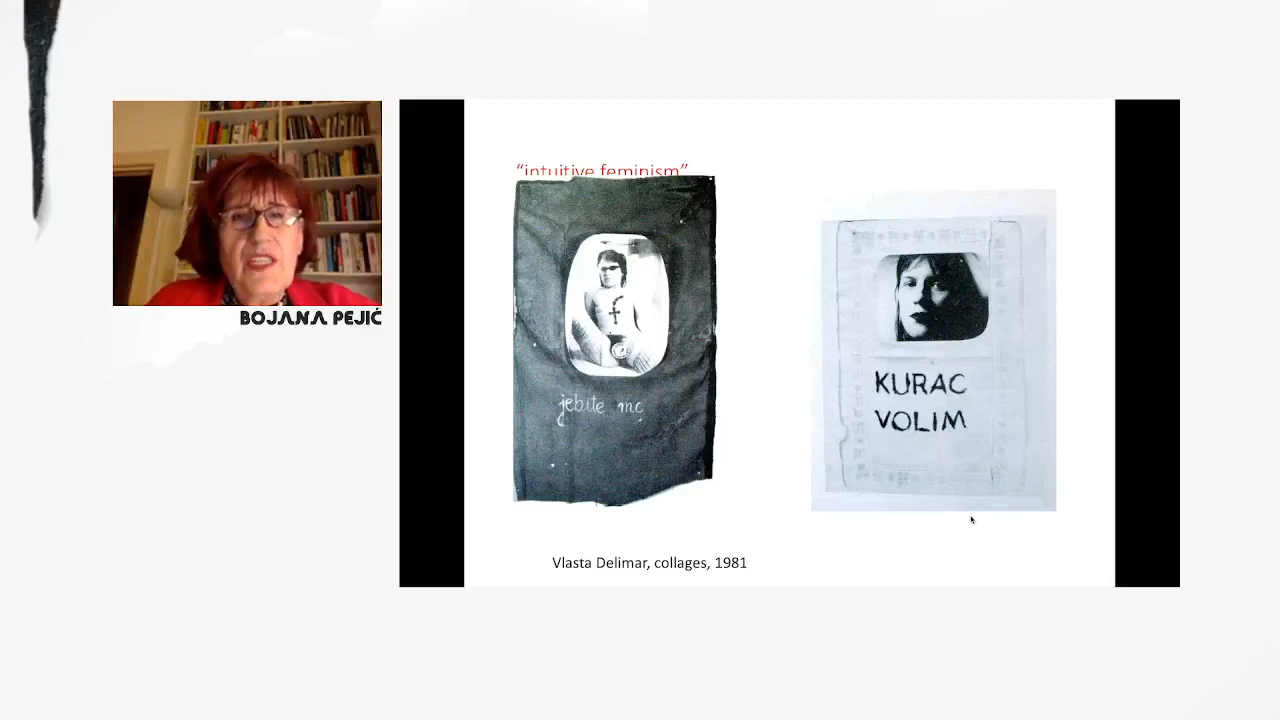 BOJANA PEJIĆ
“intuitive feminism”
jebite me
KURAC
VOLIM
Vlasta Delimar, collages, 1981